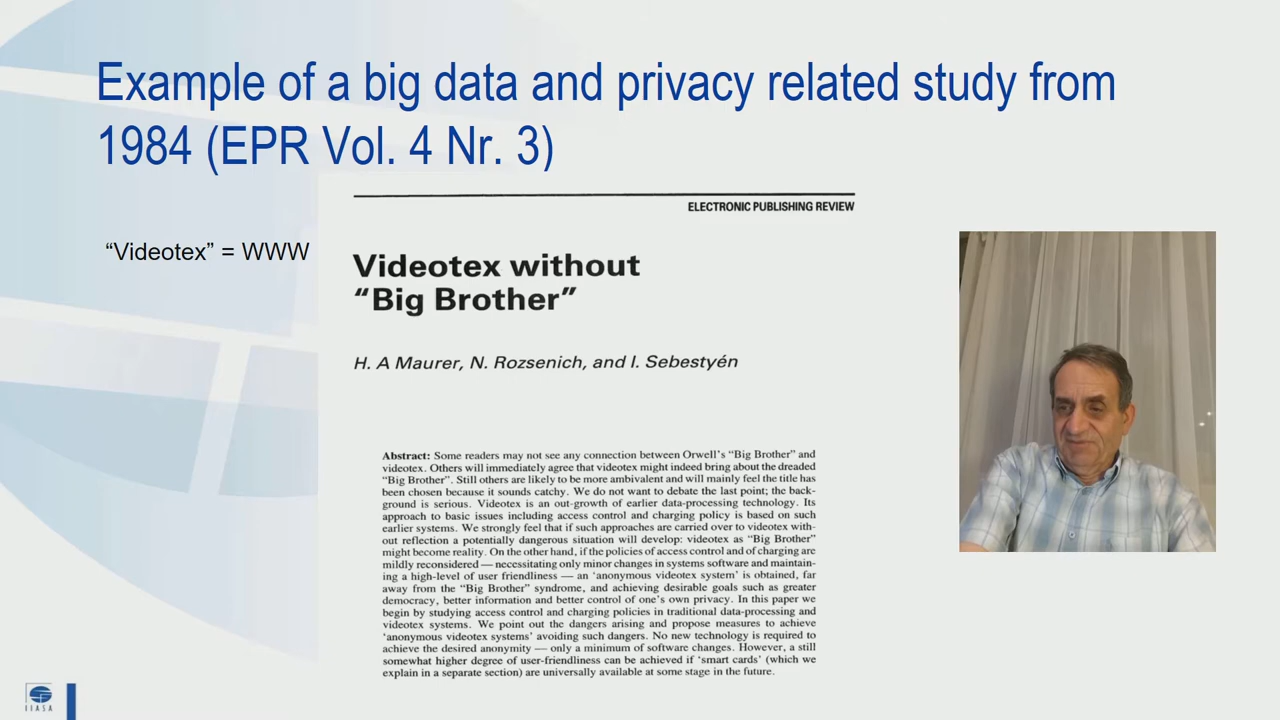 Example of a big data and privacy related study from
1984 (EPR Vol. 4 Nr. 3)
“Videotex” = WWW
ELECTRONIC PUBLISHING REVIEW
Videotex without
“Big Brother”
H. A Maurer, N. Rozsenich, and I. Sebestyén
Abstract: Some readers may not see any connection between Orwell's “Big Brother” and
videotex. Others will immediately agree that videotex might indeed bring about the dreaded
“Big Brother”. Still others are likely to be more ambivalent and will mainly feel the title has
been chosen because it sounds catchy. We do not want to debate the last point; the back-
ground is serious. Videotex is an out-growth of earlier data-processing technology. Its
approach to basic issues including access control and charging policy is based on such
earlier systems. We strongly feel that if such approaches are carried over to videotex with-
out reflection a potentially dangerous situation will develop: videotex as “Big Brother”
might become reality. On the other hand, if the policies of access control and of charging are
mildly reconsidered — necessitating only minor changes in systems software and maintain-
ing a high-level of user friendliness — an ‘anonymous videotex system’ is obtained, far
away from the “Big Brother” syndrome, and achieving desirable goals such as greater
democracy, better information and better control of one's own privacy. In this paper we
begin by studying access control and charging policies in traditional data-processing and
videotex systems. We point out the dangers arising and propose measures to achieve
‘anonymous videotex systems’ avoiding such dangers. No new technology is required to
achieve the desired anonymity — only a minimum of software changes. However, a still
somewhat higher degree of user-friendliness can be achieved if ‘smart cards’ (which we
explain in a separate section) are universally available at some stage in the future.
IIASA